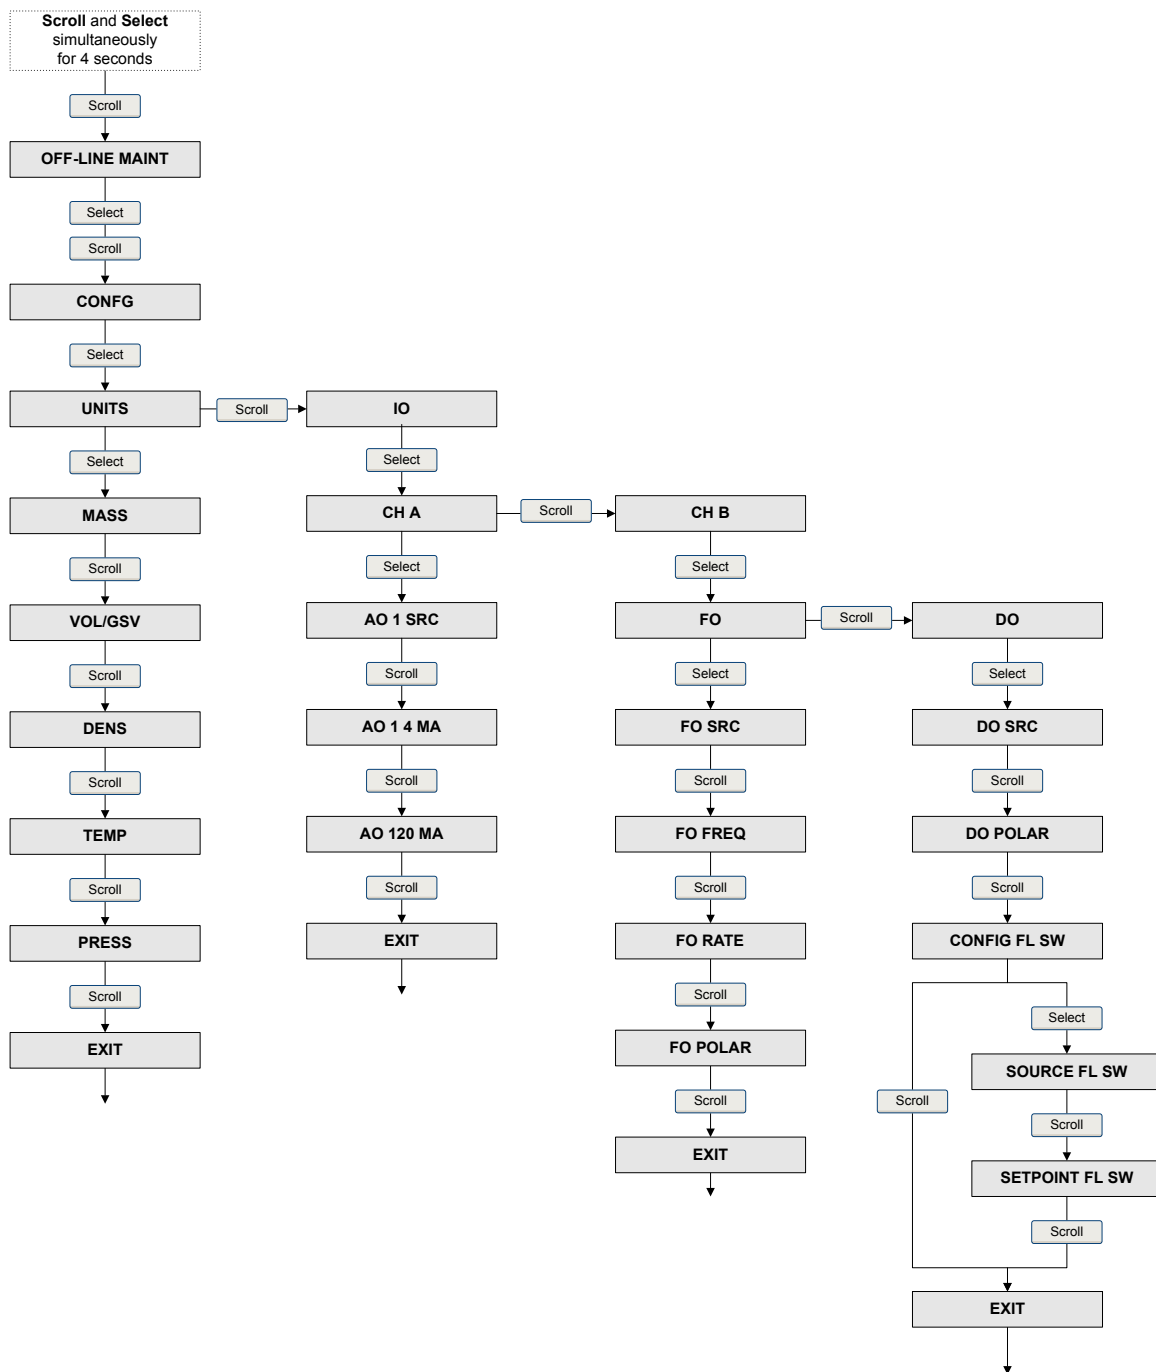 Scroll and Select
simultaneously
for 4 seconds
Scroll
OFF-LINE MAINT
Select
Scroll
CONFG
Select
UNITS
Scroll
IO
Select
Select
MASS
CH A
Scroll
CH B
Scroll
Select
Select
VOL/GSV
AO 1 SRC
FO
Scroll
DO
Scroll
Scroll
Select
Select
DENS
AO 1 4 MA
FO SRC
DO SRC
Scroll
Scroll
Scroll
Scroll
TEMP
AO 120 MA
FO FREQ
DO POLAR
Scroll
Scroll
Scroll
Scroll
PRESS
EXIT
FO RATE
CONFIG FL SW
Scroll
Scroll
Select
EXIT
FO POLAR
SOURCE FL SW
Scroll
Scroll
Scroll
EXIT
SETPOINT FL SW
Scroll
EXIT